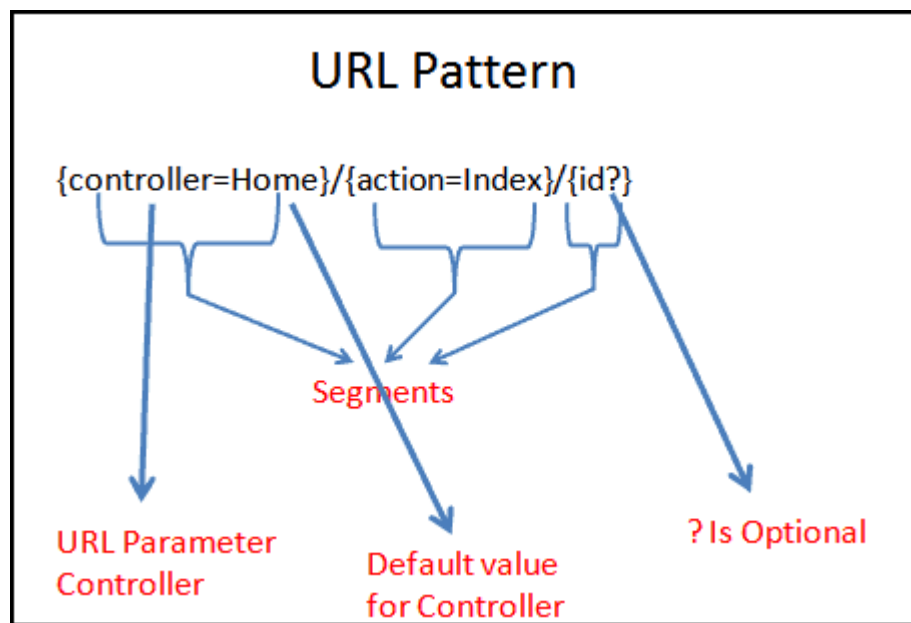 URL Pattern
{controller=Home}/{action=Index}/{id?}
Segments
URL Parameter
Controller
Default value
for Controller
? Is Optional